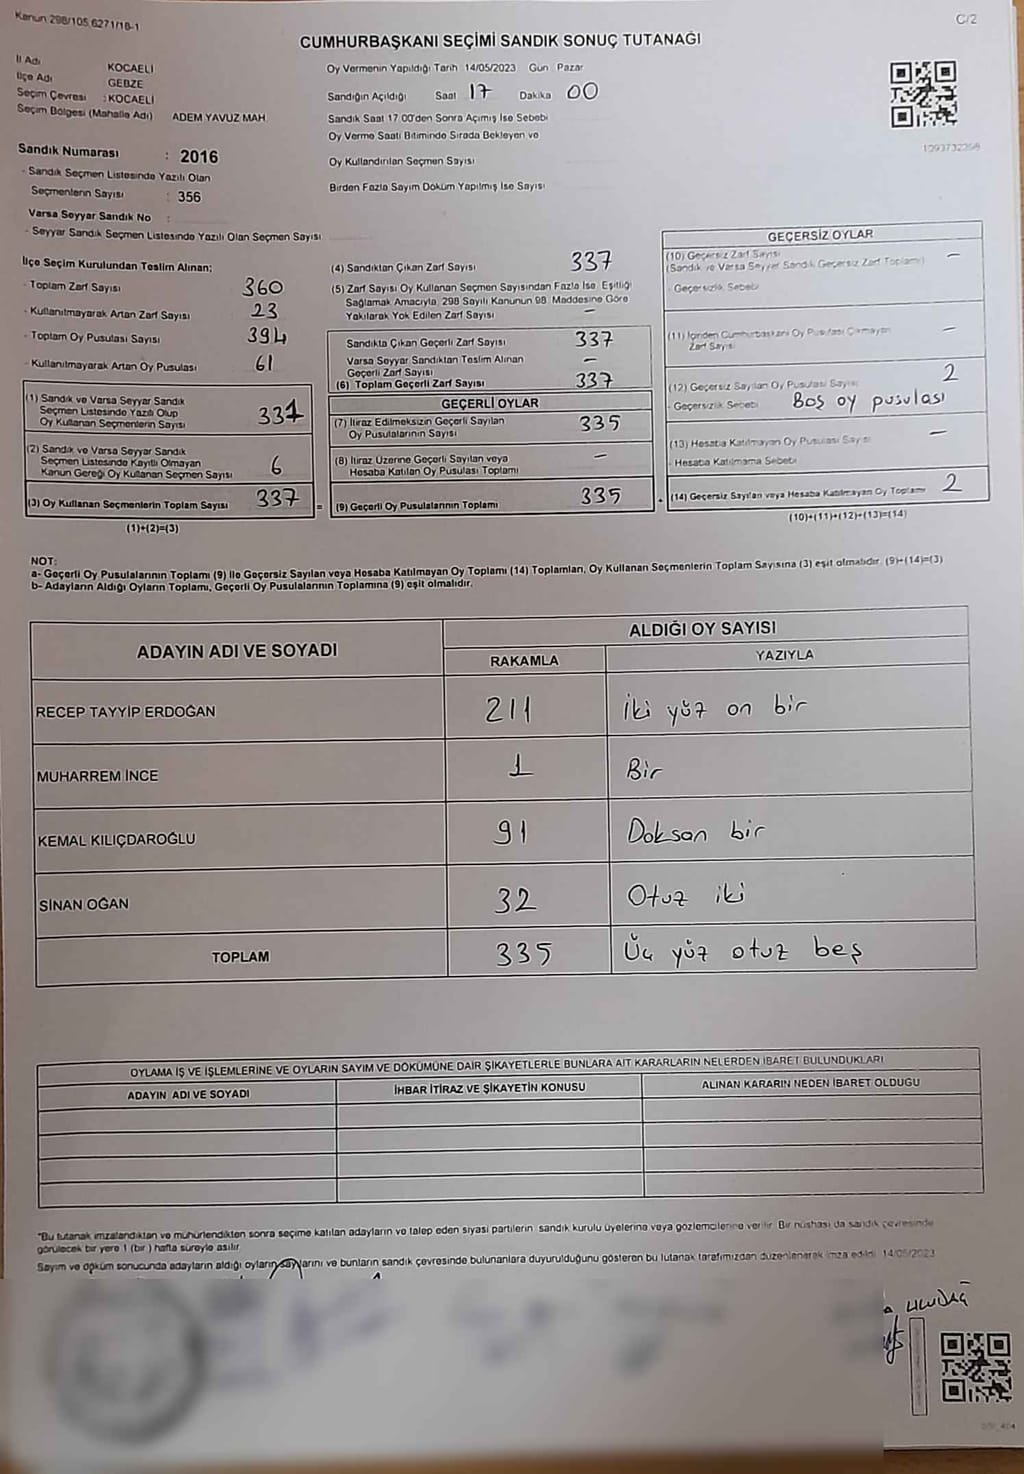 Kanun 298/105, 6271/18-1
C/2
CUMHURBAŞKANI SEÇİMİ SANDIK SONUÇ TUTANAĞI
İl Adı KOCAELİ
İlçe Adı GEBZE
Seçim Çevresi : KOCAELİ
Seçim Bölgesi (Mahalle Adı) ADEM YAVUZ MAH.
Sandık Numarası : 2016
- Sandık Seçmen Listesinde Yazılı Olan
Seçmenlerin Sayısı : 356
Varsa Seyyar Sandık No :
- Seyyar Sandık Seçmen Listesinde Yazılı Olan Seçmen Sayısı
Oy Vermenin Yapıldığı Tarih 14/05/2023 Gün Pazar
Sandığın Açıldığı Saat 17 Dakika 00
Sandık Saat 17.00'den Sonra Açımış İse Sebebi
Oy Verme Saati Bitiminde Sırada Bekleyen ve
Oy Kullandırılan Seçmen Sayısı
Birden Fazla Sayım Döküm Yapılmış İse Sayısı
1093732258
İlçe Seçim Kurulundan Teslim Alınan;
- Toplam Zarf Sayısı 360
- Kullanılmayarak Artan Zarf Sayısı 23
- Toplam Oy Pusulası Sayısı 394
- Kullanılmayarak Artan Oy Pusulası 61
(1) Sandık ve Varsa Seyyar Sandık
Seçmen Listesinde Yazılı Olup
Oy Kullanan Seçmenlerin Sayısı 331
(2) Sandık ve Varsa Seyyar Sandık
Seçmen Listesinde Kayıtlı Olmayan
Kanun Gereği Oy Kullanan Seçmen Sayısı 6
(3) Oy Kullanan Seçmenlerin Toplam Sayısı 337
(1)+(2)=(3)
(4) Sandıktan Çıkan Zarf Sayısı 337
(5) Zarf Sayısı Oy Kullanan Seçmen Sayısından Fazla İse, Eşitliği
Sağlamak Amacıyla, 298 Sayılı Kanunun 98. Maddesine Göre
Yakılarak Yok Edilen Zarf Sayısı –
Sandıkta Çıkan Geçerli Zarf Sayısı 337
Varsa Seyyar Sandıktan Teslim Alınan
Geçerli Zarf Sayısı –
(6) Toplam Geçerli Zarf Sayısı 337
GEÇERLİ OYLAR
(7) İtiraz Edilmeksizin Geçerli Sayılan
Oy Pusulalarının Sayısı 335
(8) İtiraz Üzerine Geçerli Sayılan veya
Hesaba Katılan Oy Pusulası Toplamı –
= (9) Geçerli Oy Pusulalarının Toplamı 335
GEÇERSİZ OYLAR
(10) Geçersiz Zarf Sayısı –
(Sandık ve Varsa Seyyar Sandık Geçersiz Zarf Toplamı)
- Geçersizlik Sebebi
(11) İçinden Cumhurbaşkanı Oy Pusulası Çıkmayan –
Zarf Sayısı
(12) Geçersiz Sayılan Oy Pusulası Sayısı 2
- Geçersizlik Sebebi Boş oy pusulası
(13) Hesaba Katılmayan Oy Pusulası Sayısı –
- Hesaba Katılmama Sebebi
+ (14) Geçersiz Sayılan veya Hesaba Katılmayan Oy Toplamı 2
(10)+(11)+(12)+(13)=(14)
NOT:
a- Geçerli Oy Pusulalarının Toplamı (9) ile Geçersiz Sayılan veya Hesaba Katılmayan Oy Toplamı (14) Toplamları, Oy Kullanan Seçmenlerin Toplam Sayısına (3) eşit olmalıdır. (9)+(14)=(3)
b- Adayların Aldığı Oyların Toplamı, Geçerli Oy Pusulalarının Toplamına (9) eşit olmalıdır.
ADAYIN ADI VE SOYADI ALDIĞI OY SAYISI
RAKAMLA YAZIYLA
RECEP TAYYİP ERDOĞAN 211 İki yüz on bir
MUHARREM İNCE 1 Bir
KEMAL KILIÇDAROĞLU 91 Doksan bir
SİNAN OĞAN 32 Otuz iki
TOPLAM 335 Üç yüz otuz beş
OYLAMA İŞ VE İŞLEMLERİNE VE OYLARIN SAYIM VE DÖKÜMÜNE DAİR ŞİKAYETLERLE BUNLARA AİT KARARLARIN NELERDEN İBARET BULUNDUKLARI
ADAYIN ADI VE SOYADI İHBAR İTİRAZ VE ŞİKAYETİN KONUSU ALINAN KARARIN NEDEN İBARET OLDUGU
"Bu tutanak imzalandıktan ve mühürlendikten sonra seçime katılan adayların ve talep eden siyasi partilerin sandık kurulu üyelerine veya gözlemcilerine verilir. Bir nüshası da sandık çevresinde
görülecek bir yere 1 (bir) hafta süreyle asılır.
Sayım ve döküm sonucunda adayların aldığı oyların sayılarını ve bunların sandık çevresinde bulunanlara duyurulduğunu gösteren bu tutanak tarafımızdan düzenlenerek imza edildi. 14/05/2023